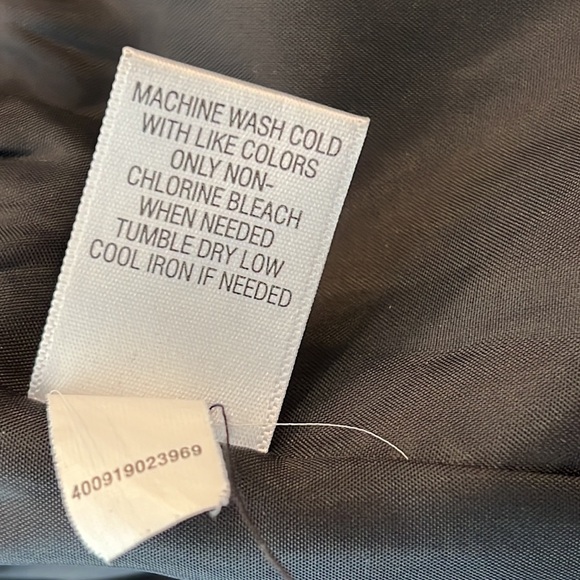 MACHINE WASH COLD
WITH LIKE COLORS
ONLY NON-
CHLORINE BLEACH
WHEN NEEDED
TUMBLE DRY LOW
COOL IRON IF NEEDED
400919023969